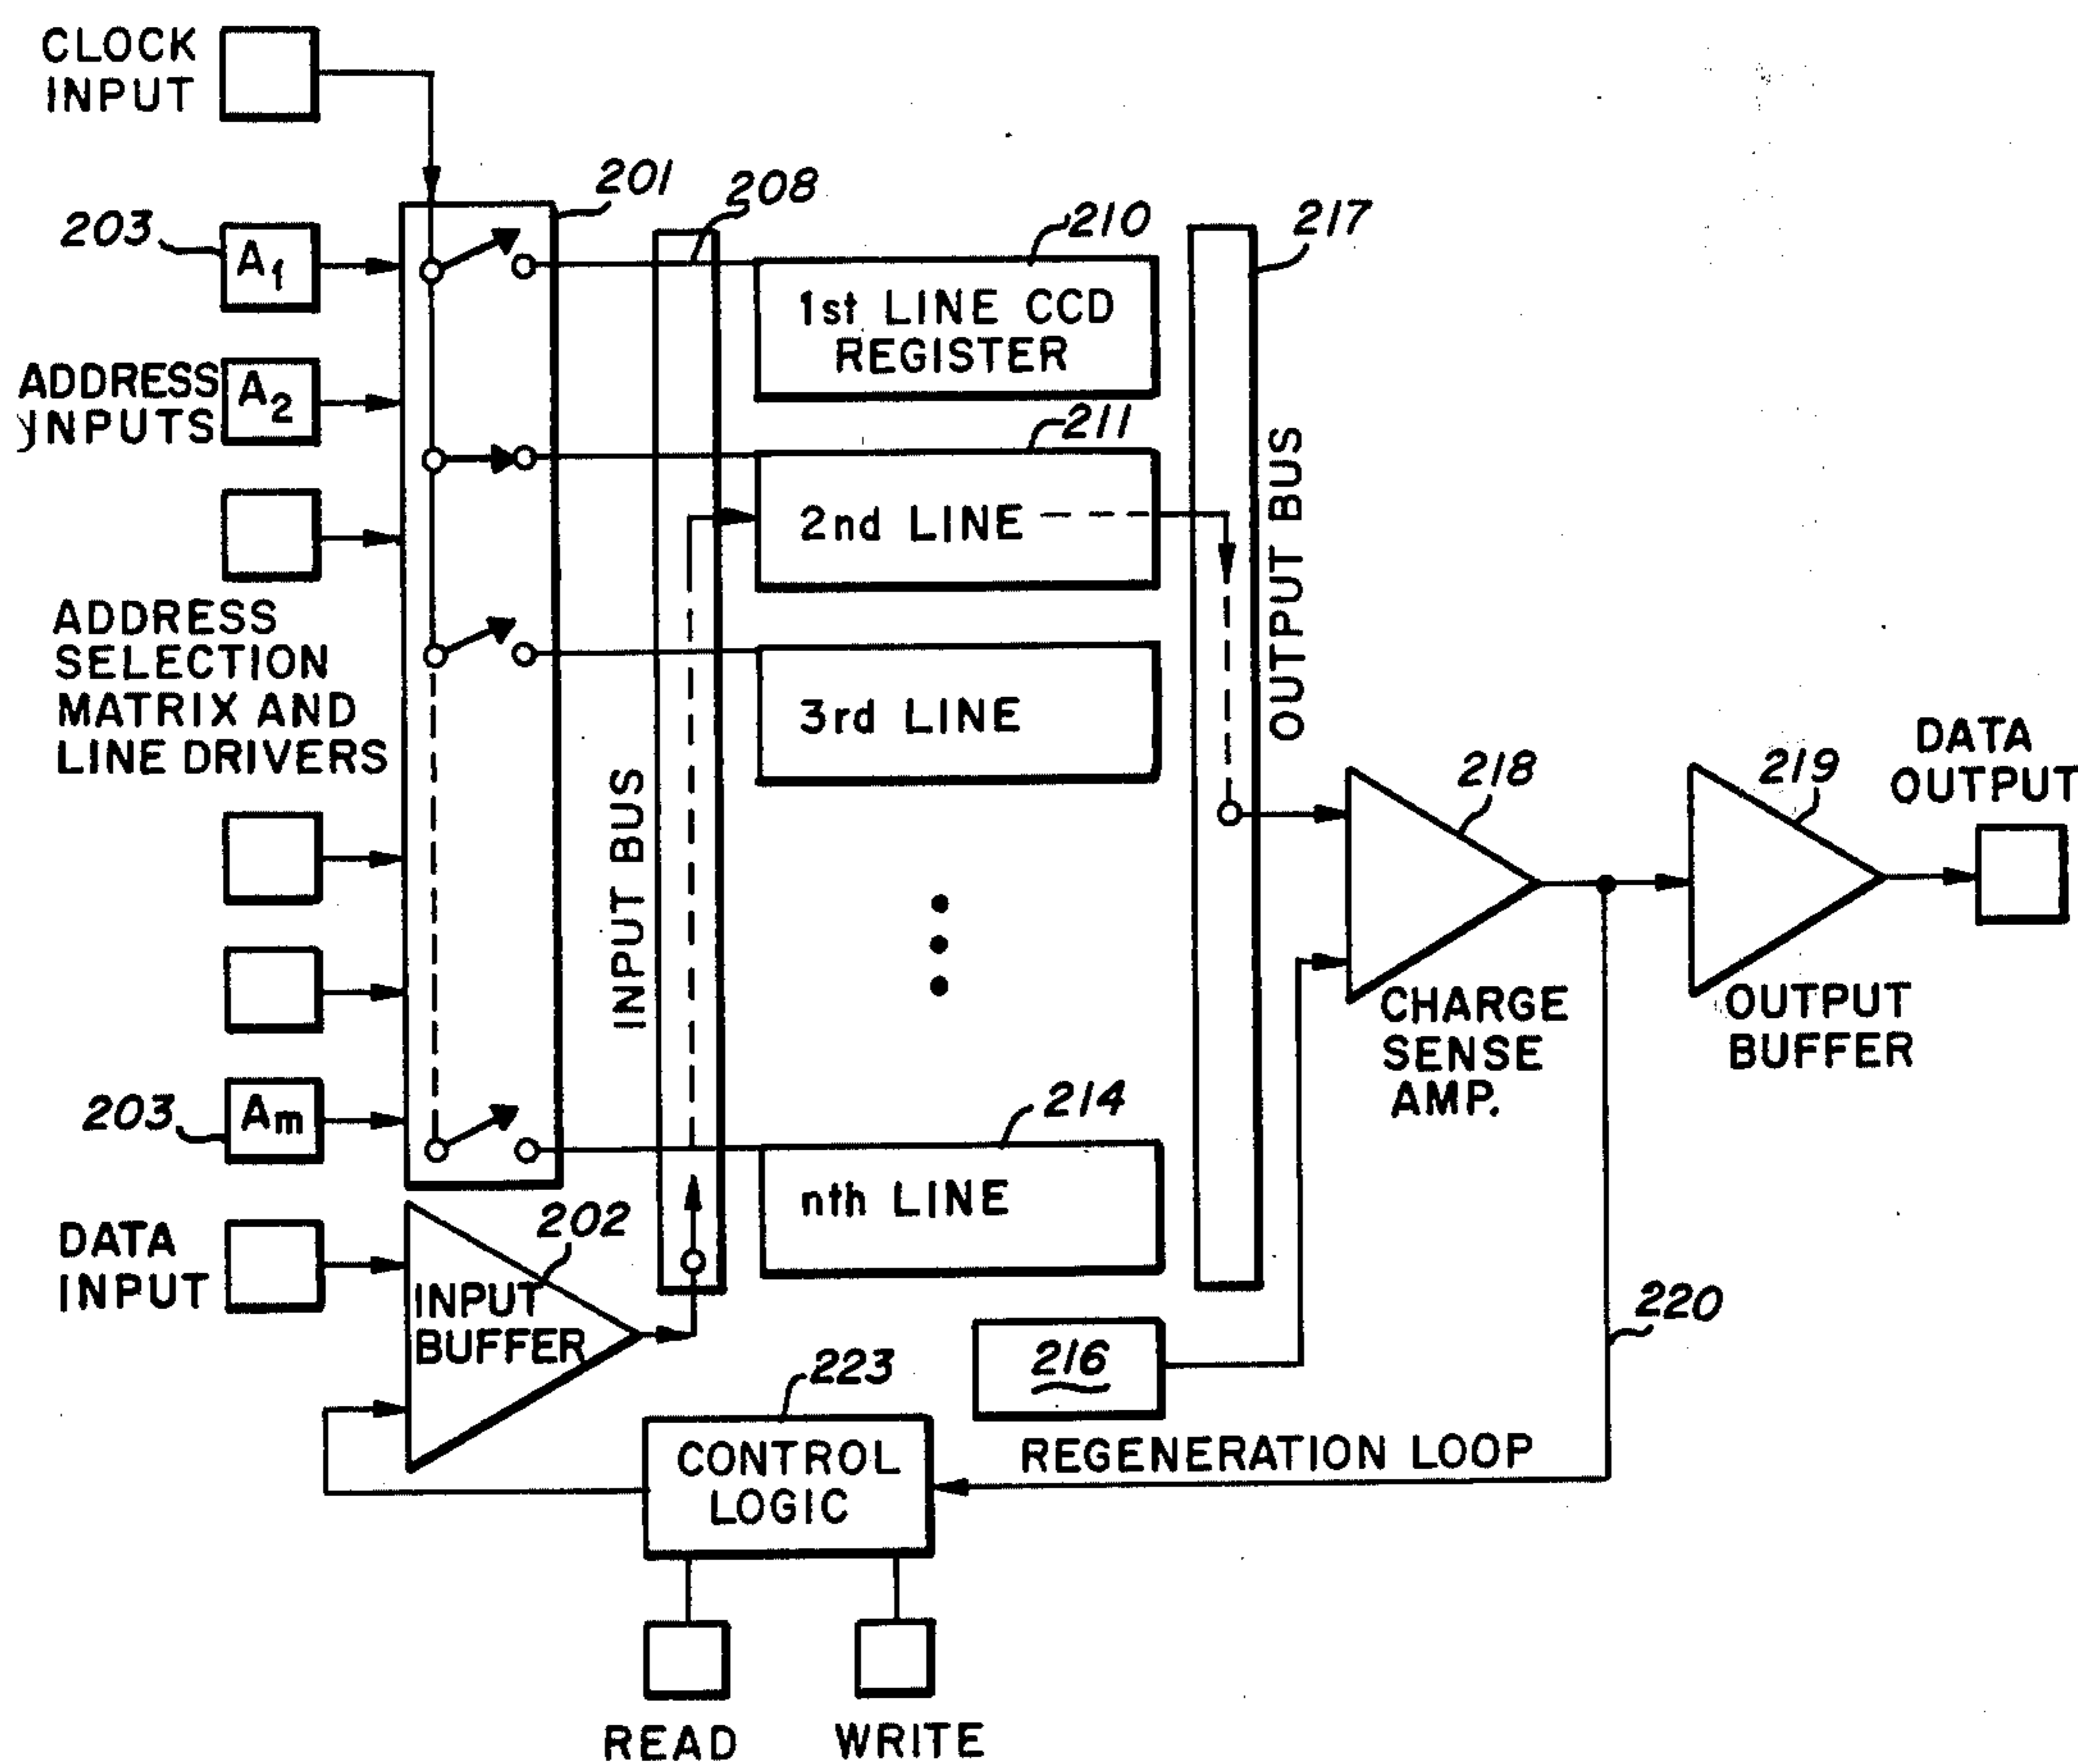 CLOCK
INPUT
201
208
203
A1
210
217
1st LINE CCD
REGISTER
ADDRESS
INPUTS
A2
211
2nd LINE
OUTPUT BUS
ADDRESS
SELECTION
MATRIX AND
LINE DRIVERS
3rd LINE
INPUT BUS
218
219
DATA
OUTPUT
CHARGE
SENSE
AMP.
OUTPUT
BUFFER
203
Am
214
nth LINE
DATA
INPUT
202
INPUT
BUFFER
216
220
223
CONTROL
LOGIC
REGENERATION LOOP
READ
WRITE